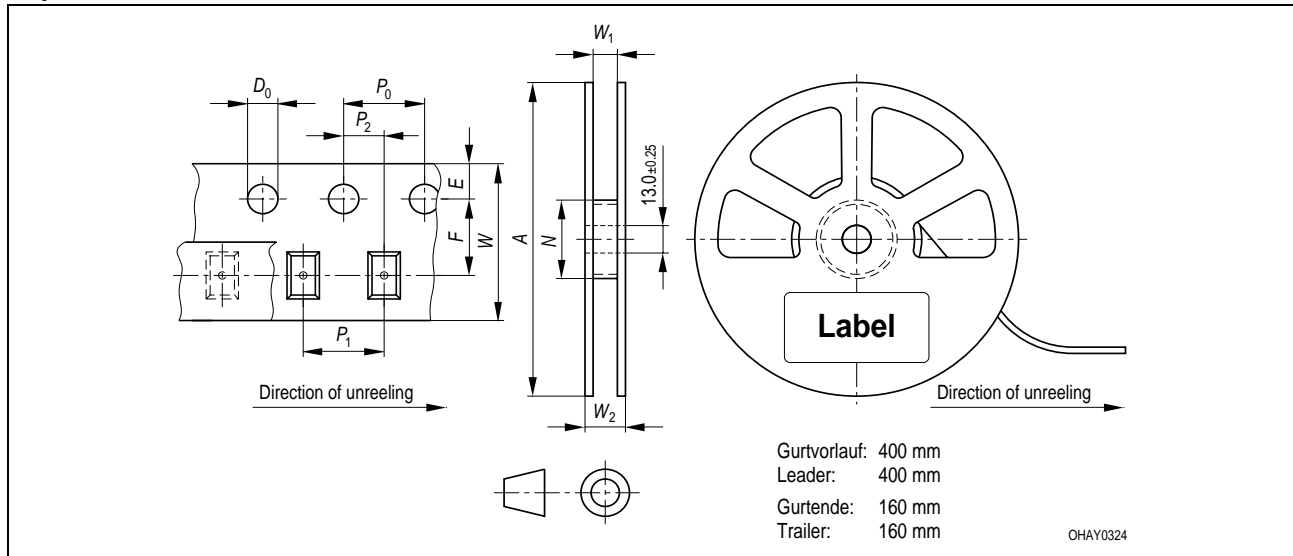 W1
D0
P0
P2
E
F
W
A
N
13.0±0.25
P1
Label
Direction of unreeling
W2
Direction of unreeling
Gurtvorlauf: 400 mm
Leader: 400 mm
Gurtende: 160 mm
Trailer: 160 mm
OHAY0324